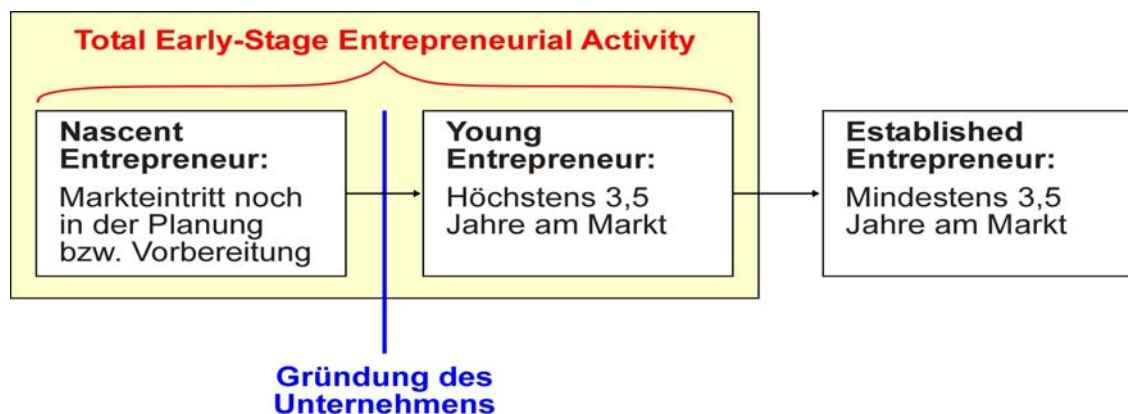 Total Early-Stage Entrepreneurial Activity
Nascent
Entrepreneur:
Markteintritt noch
in der Planung
bzw. Vorbereitung
Young
Entrepreneur:
Höchstens 3,5
Jahre am Markt
Established
Entrepreneur:
Mindestens 3,5
Jahre am Markt
Gründung des
Unternehmens